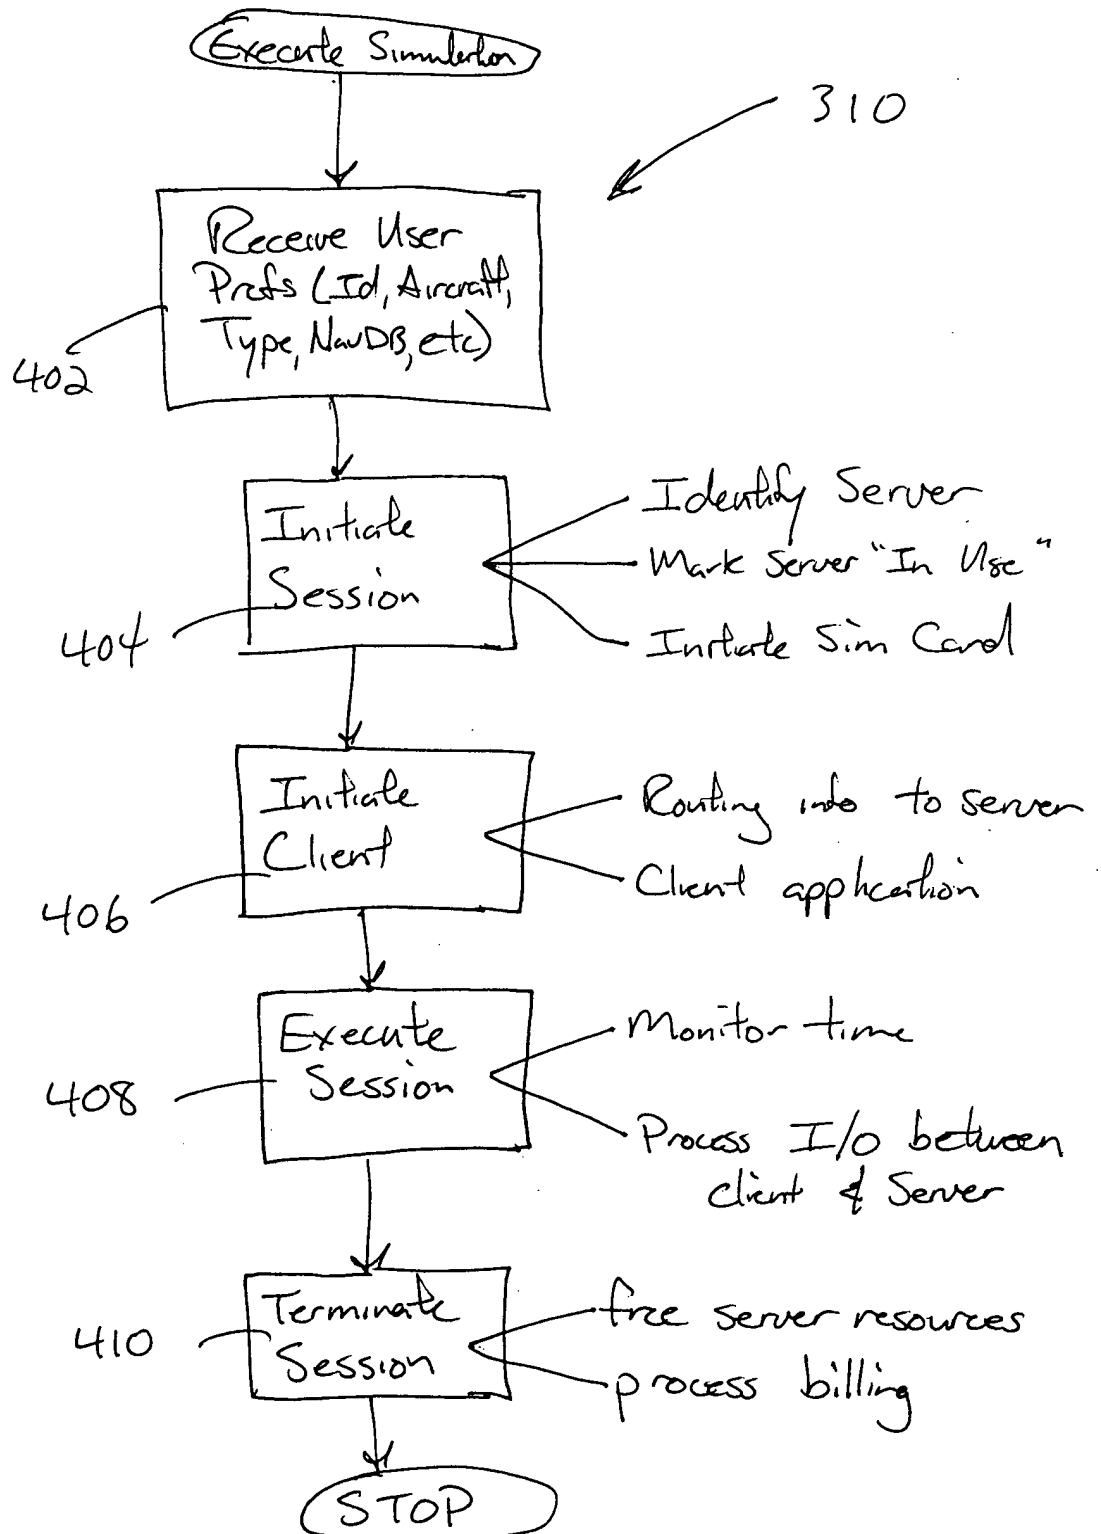 Execute Simulation
310
Receive User
Prefs (Id, Aircraft,
Type, NavDB, etc)
402
Initiate
Session
404
Identify Server
Mark Server "In Use"
Initiate Sim Card
Initiate
Client
406
Routing info to server
Client application
Execute
Session
408
Monitor time
Process I/O between
client & Server
Terminate
Session
410
free server resources
process billing
STOP